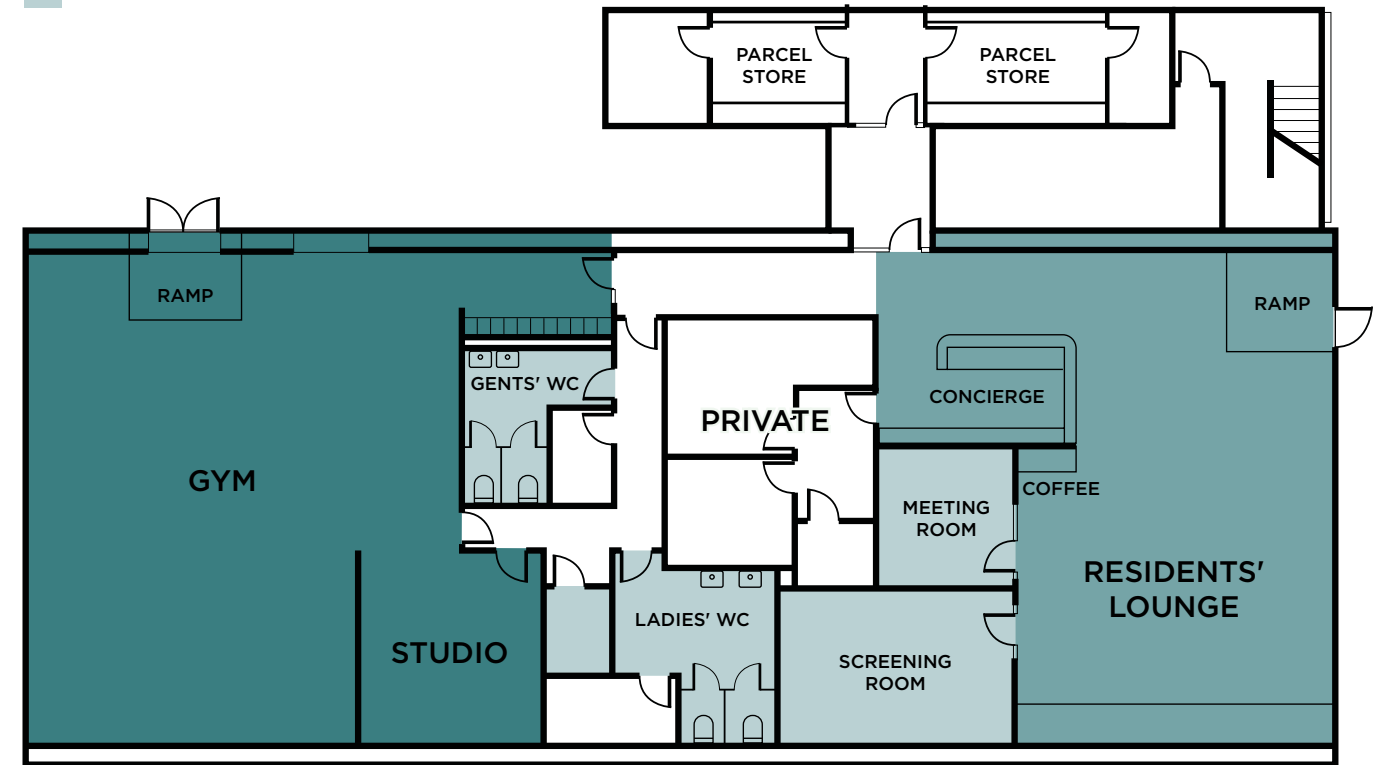 PARCEL
STORE
PARCEL
STORE
RAMP
RAMP
GENTS' WC
CONCIERGE
PRIVATE
GYM
COFFEE
MEETING
ROOM
RESIDENTS'
LOUNGE
LADIES' WC
STUDIO
SCREENING
ROOM